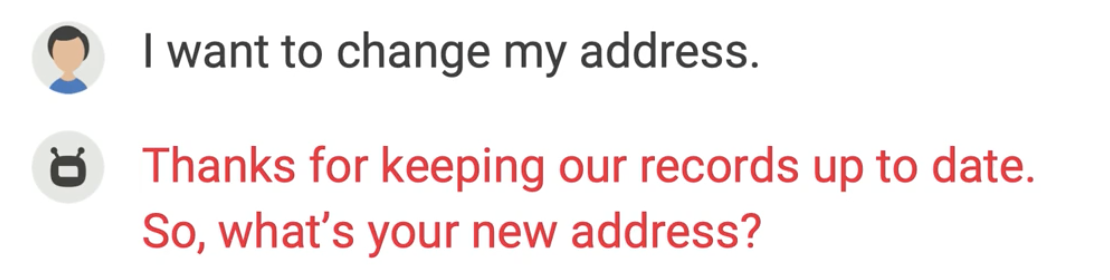 I want to change my address.
Thanks for keeping our records up to date.
So, what’s your new address?